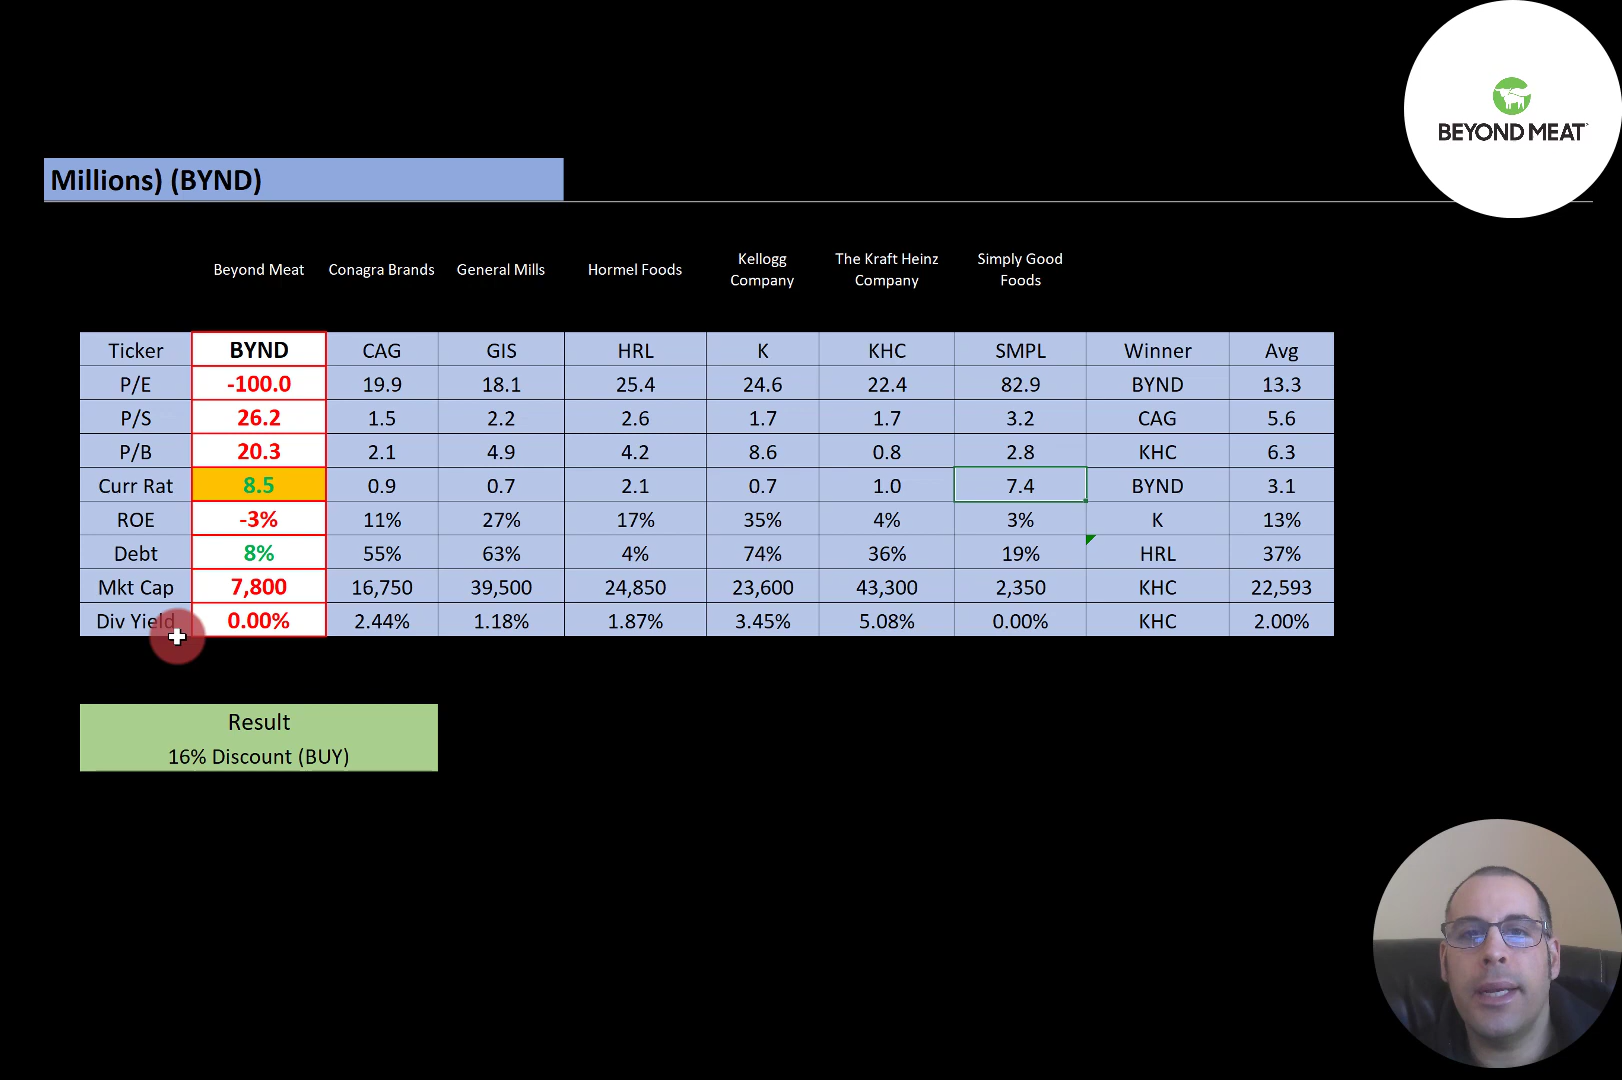 BEYOND MEAT
Millions) (BYND)
Beyond Meat Conagra Brands General Mills Hormel Foods Kellogg Company The Kraft Heinz Company Simply Good Foods
Ticker BYND CAG GIS HRL K KHC SMPL Winner Avg
P/E -100.0 19.9 18.1 25.4 24.6 22.4 82.9 BYND 13.3
P/S 26.2 1.5 2.2 2.6 1.7 1.7 3.2 CAG 5.6
P/B 20.3 2.1 4.9 4.2 8.6 0.8 2.8 KHC 6.3
Curr Rat 8.5 0.9 0.7 2.1 0.7 1.0 7.4 BYND 3.1
ROE -3% 11% 27% 17% 35% 4% 3% K 13%
Debt 8% 55% 63% 4% 74% 36% 19% HRL 37%
Mkt Cap 7,800 16,750 39,500 24,850 23,600 43,300 2,350 KHC 22,593
Div Yield 0.00% 2.44% 1.18% 1.87% 3.45% 5.08% 0.00% KHC 2.00%
Result
16% Discount (BUY)